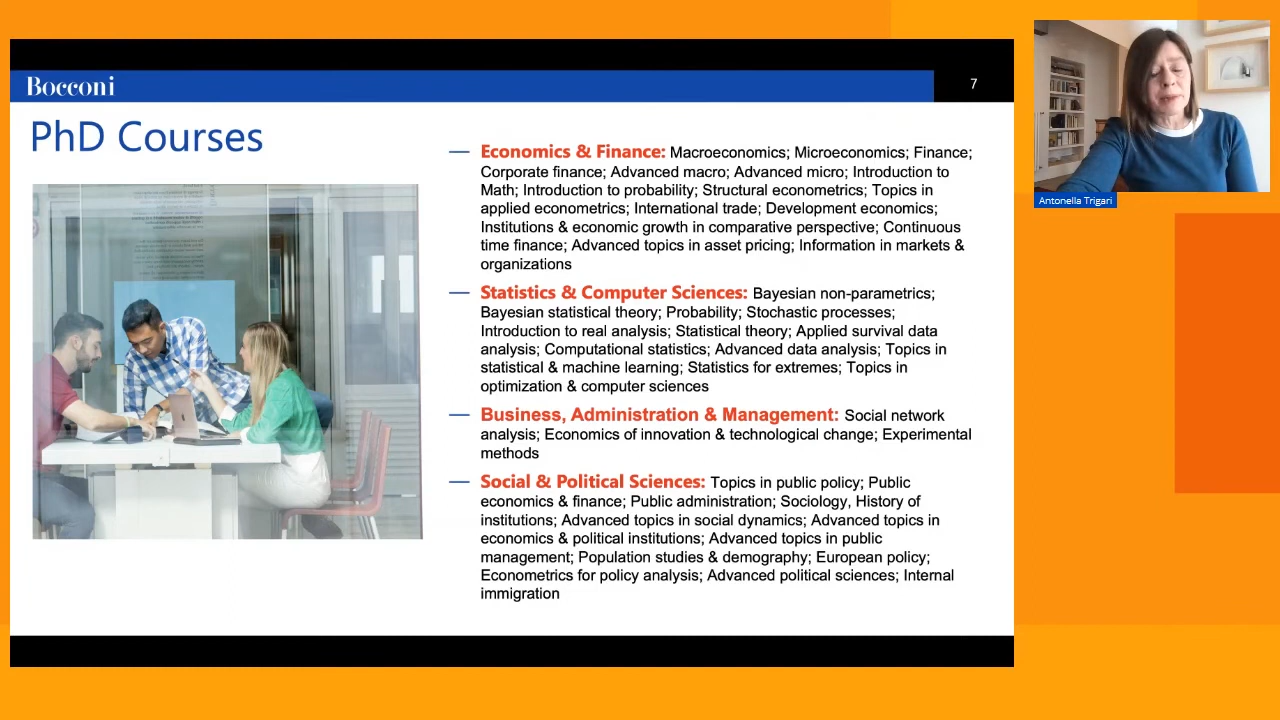 Bocconi
7
PhD Courses
— Economics & Finance: Macroeconomics; Microeconomics; Finance;
Corporate finance; Advanced macro; Advanced micro; Introduction to
Math; Introduction to probability; Structural econometrics; Topics in
applied econometrics; International trade; Development economics;
Institutions & economic growth in comparative perspective; Continuous
time finance; Advanced topics in asset pricing; Information in markets &
organizations
— Statistics & Computer Sciences: Bayesian non-parametrics;
Bayesian statistical theory; Probability; Stochastic processes;
Introduction to real analysis; Statistical theory; Applied survival data
analysis; Computational statistics; Advanced data analysis; Topics in
statistical & machine learning; Statistics for extremes; Topics in
optimization & computer sciences
— Business, Administration & Management: Social network
analysis; Economics of innovation & technological change; Experimental
methods
— Social & Political Sciences: Topics in public policy; Public
economics & finance; Public administration; Sociology, History of
institutions; Advanced topics in social dynamics; Advanced topics in
economics & political institutions; Advanced topics in public
management; Population studies & demography; European policy;
Econometrics for policy analysis; Advanced political sciences; Internal
immigration
Antonella Trigari